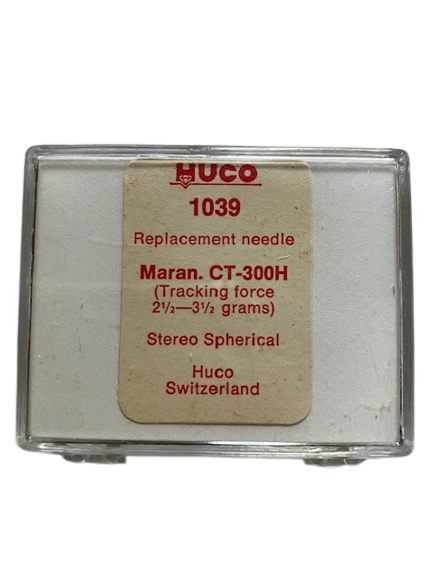 HUCO
1039
Replacement needle
Maran. CT-300H
(Tracking force
2½—3½ grams)
Stereo Spherical
Huco
Switzerland